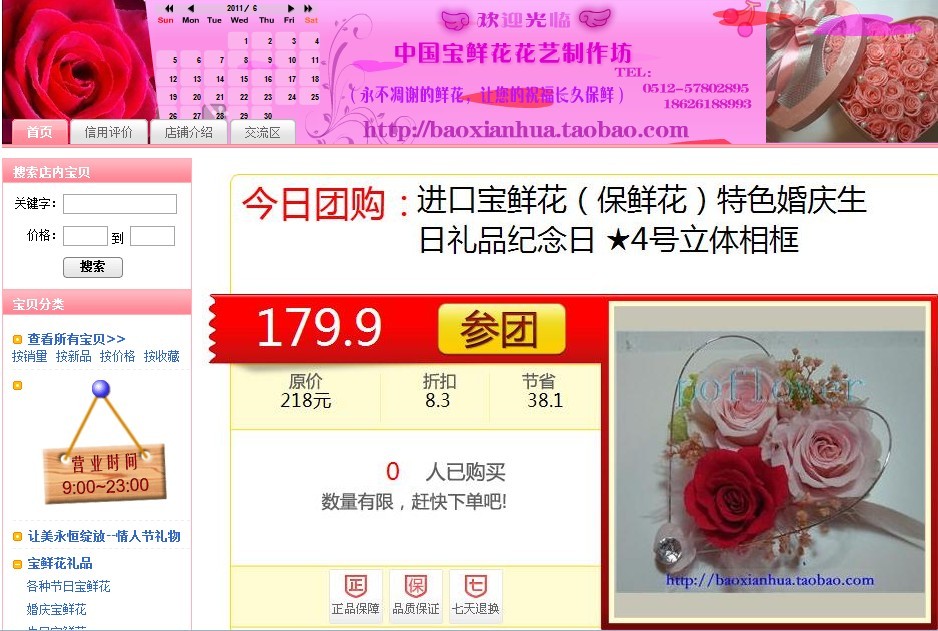 2011/ 6
Sun Mon Tue Wed Thu Fri Sat
1 2 3 4
5 6 7 8 9 10 11
12 13 14 15 16 17 18
19 20 21 22 23 24 25
26 27 28 29 30
欢迎光临
中国宝鲜花花艺制作坊
TEL:
0512-57802895
18626188993
（永不凋谢的鲜花，让您的祝福长久保鲜）
http://baoxianhua.taobao.com
首页 信用评价 店铺介绍 交流区
搜索店内宝贝
关键字:
价格: 到
搜索
宝贝分类
查看所有宝贝>>
按销量 按新品 按价格 按收藏
营业时间
9:00~23:00
让美永恒绽放--情人节礼物
宝鲜花礼品
各种节日宝鲜花
婚庆宝鲜花
今日团购：
进口宝鲜花（保鲜花）特色婚庆生
日礼品纪念日 ★4号立体相框
179.9
参团
原价 折扣 节省
218元 8.3 38.1
0 人已购买
数量有限，赶快下单吧!
正 保 七
正品保障 品质保证 七天退换
poflower
http://baoxianhua.taobao.com